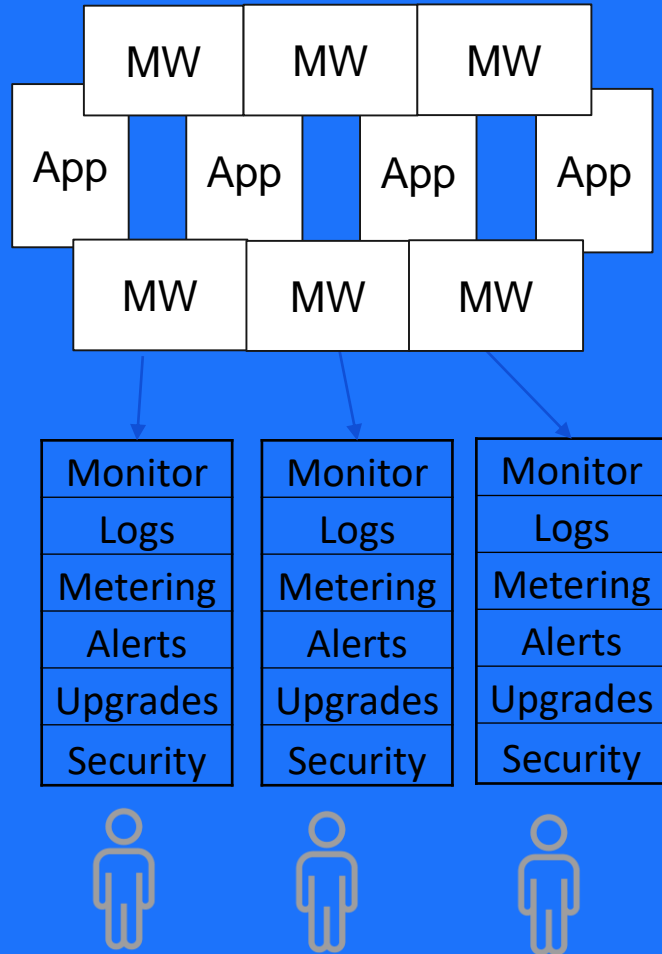 MW MW MW
App App App App
MW MW MW
Monitor Monitor Monitor
Logs Logs Logs
Metering Metering Metering
Alerts Alerts Alerts
Upgrades Upgrades Upgrades
Security Security Security